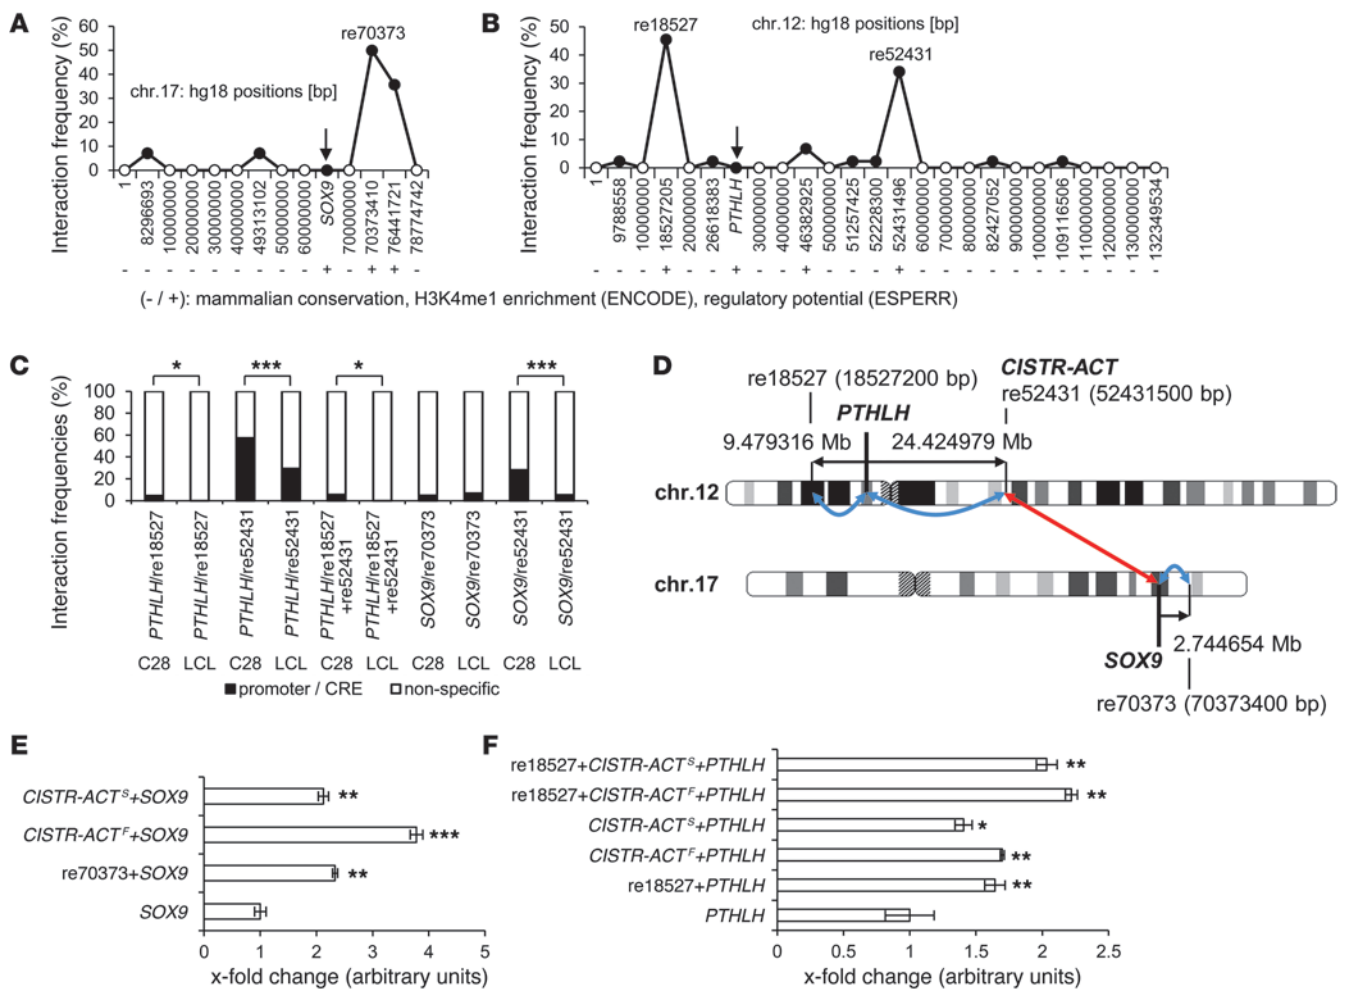 A
Interaction frequency (%)
60
50
40
30
20
10
0
re70373
chr.17: hg18 positions [bp]
1
8296693
10000000
20000000
30000000
40000000
49313102
50000000
60000000
SOX9
70000000
70373410
76441721
78774742
- - - - - - - - - + - + + -
B
Interaction frequency (%)
50
40
30
20
10
0
re18527
chr.12: hg18 positions [bp]
re52431
1
9788558
10000000
18527205
20000000
26618383
PTHLH
30000000
40000000
46382925
50000000
51257425
52228300
52431496
60000000
70000000
80000000
82427052
90000000
100000000
109116506
110000000
120000000
130000000
132349534
- - - + - - + - - + - - - + - - - - - - - - - - -
(- / +): mammalian conservation, H3K4me1 enrichment (ENCODE), regulatory potential (ESPERR)
C
Interaction frequencies (%)
100
80
60
40
20
0
* *** * ***
PTHLH/re18527
PTHLH/re18527
PTHLH/re52431
PTHLH/re52431
PTHLH/re18527
+re52431
PTHLH/re18527
+re52431
SOX9/re70373
SOX9/re70373
SOX9/re52431
SOX9/re52431
C28 LCL C28 LCL C28 LCL C28 LCL C28 LCL
promoter / CRE non-specific
D
CISTR-ACT
re18527 (18527200 bp)
re52431 (52431500 bp)
PTHLH
9.479316 Mb 24.424979 Mb
chr.12
chr.17
SOX9
2.744654 Mb
re70373 (70373400 bp)
E
CISTR-ACT S+SOX9 **
CISTR-ACT F+SOX9 ***
re70373+SOX9 **
SOX9
0 1 2 3 4 5
x-fold change (arbitrary units)
F
re18527+CISTR-ACT S+PTHLH **
re18527+CISTR-ACT F+PTHLH **
CISTR-ACT S+PTHLH *
CISTR-ACT F+PTHLH **
re18527+PTHLH **
PTHLH
0 0.5 1 1.5 2 2.5
x-fold change (arbitrary units)